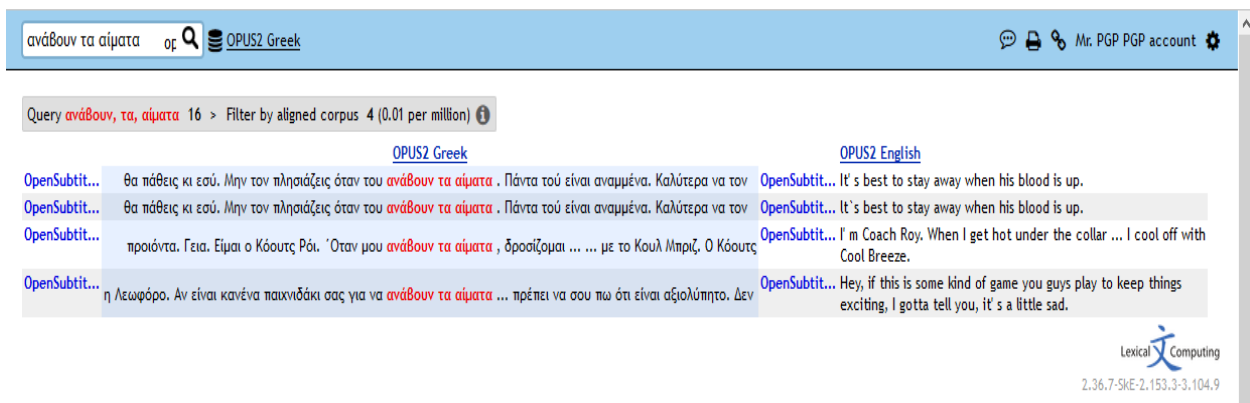 ανάβουν τα αίματα OPUS2 Greek Mr. PGP PGP account
Query ανάβουν, τα, αίματα 16 > Filter by aligned corpus 4 (0.01 per million)
OPUS2 Greek OPUS2 English
OpenSubtit... θα πάθεις κι εσύ. Μην τον πλησιάζεις όταν του ανάβουν τα αίματα . Πάντα τού είναι αναμμένα. Καλύτερα να τον OpenSubtit... It' s best to stay away when his blood is up.
OpenSubtit... θα πάθεις κι εσύ. Μην τον πλησιάζεις όταν του ανάβουν τα αίματα . Πάντα τού είναι αναμμένα. Καλύτερα να τον OpenSubtit... It`s best to stay away when his blood is up.
OpenSubtit... προιόντα. Γεια. Είμαι ο Κόουτς Ρόι. ΄Οταν μου ανάβουν τα αίματα , δροσίζομαι ... ... με το Κουλ Μπριζ. Ο Κόουτς OpenSubtit... I' m Coach Roy. When I get hot under the collar ... I cool off with
Cool Breeze.
OpenSubtit... η Λεωφόρο. Αν είναι κανένα παιχνιδάκι σας για να ανάβουν τα αίματα ... πρέπει να σου πω ότι είναι αξιολύπητο. Δεν OpenSubtit... Hey, if this is some kind of game you guys play to keep things
exciting, I gotta tell you, it' s a little sad.
Lexical 文 Computing
2.36.7-SkE-2.153.3-3.104.9